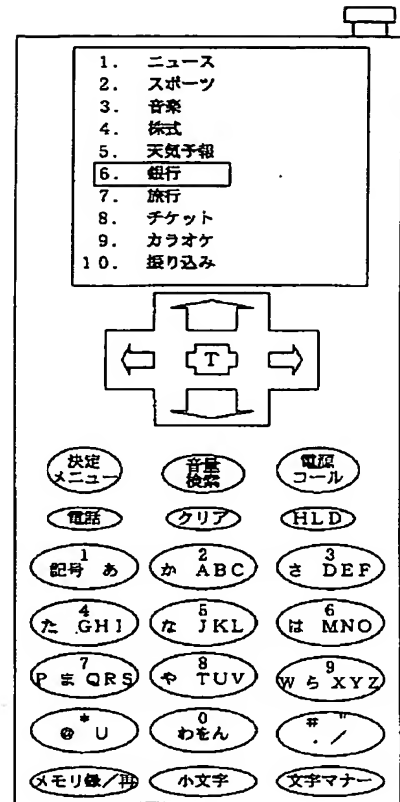 1. ニュース
2. スポーツ
3. 音楽
4. 株式
5. 天気予報
6. 銀行
7.旅行
8. チケット
9. カラオケ
10.振り込み
T
決定 音量 電源
メニュー 検索 コール
電話 クリア HLD
1 2 3
記号 あ か ABC さ DEF
4 5 6
た GHI な JKL は MNO
7 8 9
P ま QRS や TUV W ら XYZ
* 0 # "
@ U わをん . /
メモリ録/再 小文字 文字マナー